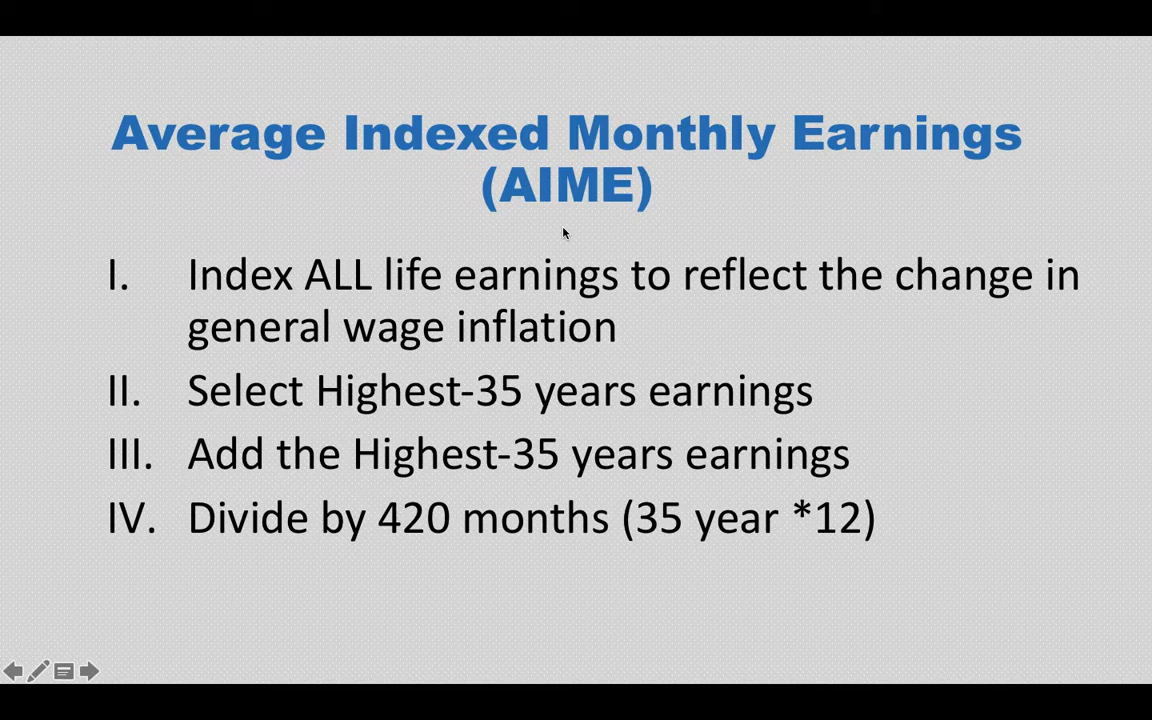 Average Indexed Monthly Earnings
(AIME)
I. Index ALL life earnings to reflect the change in
general wage inflation
II. Select Highest-35 years earnings
III. Add the Highest-35 years earnings
IV. Divide by 420 months (35 year *12)